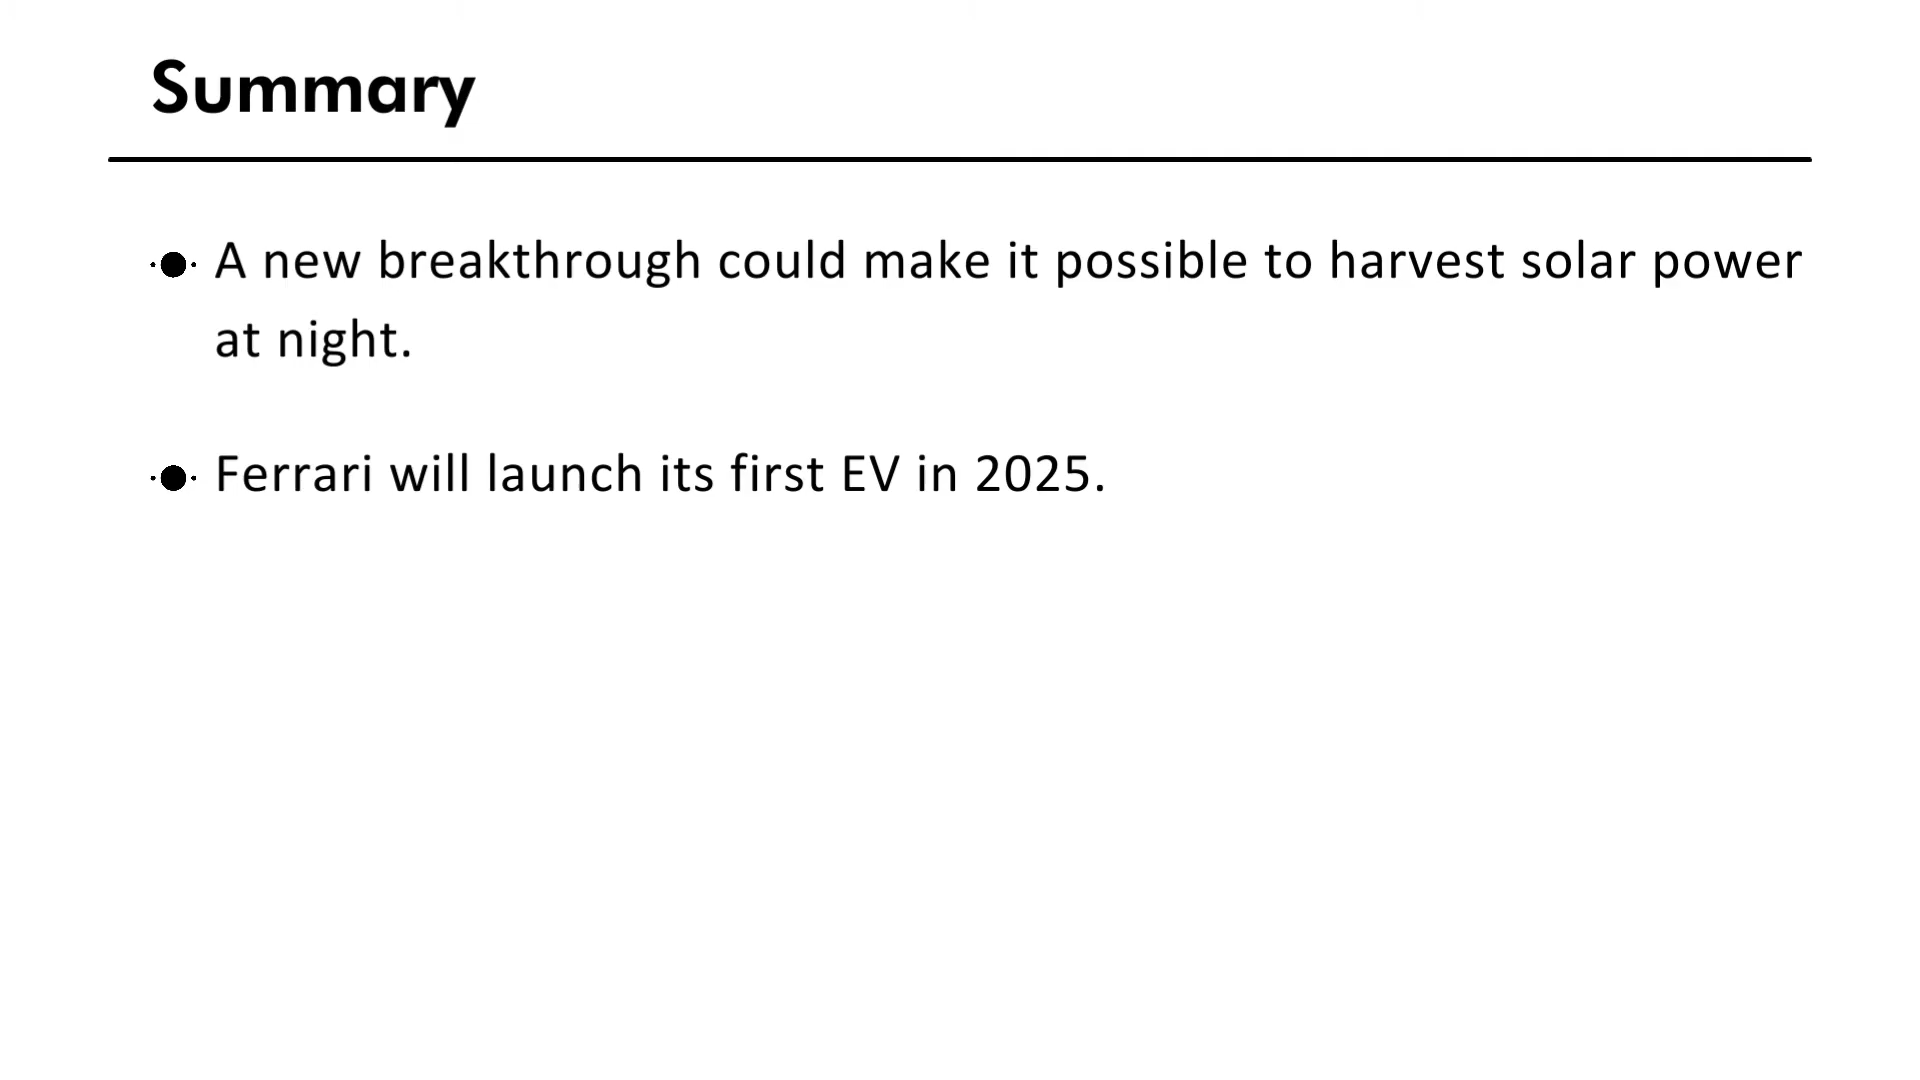 Summary
A new breakthrough could make it possible to harvest solar power
at night.
Ferrari will launch its first EV in 2025.